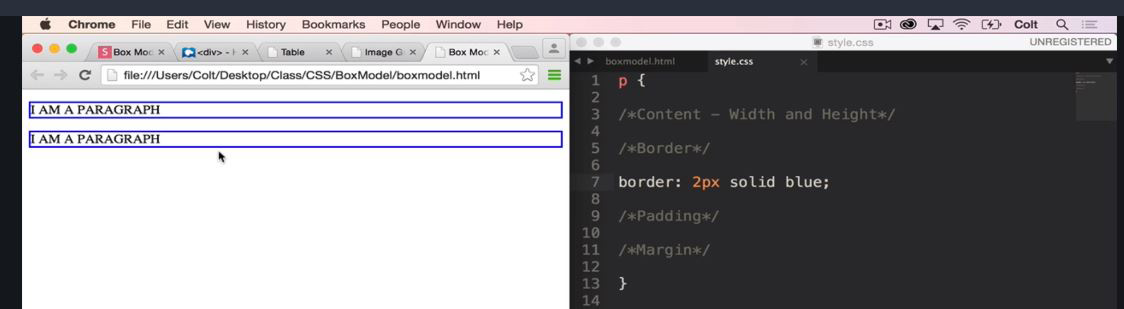 Chrome File Edit View History Bookmarks People Window Help Colt
Box Mod <div> - Table Image G Box Mod
file:///Users/Colt/Desktop/Class/CSS/BoxModel/boxmodel.html
I AM A PARAGRAPH
I AM A PARAGRAPH
style.css UNREGISTERED
boxmodel.html style.css
1 p {
2
3 /*Content – Width and Height*/
4
5 /*Border*/
6
7 border: 2px solid blue;
8
9 /*Padding*/
10
11 /*Margin*/
12
13 }
14